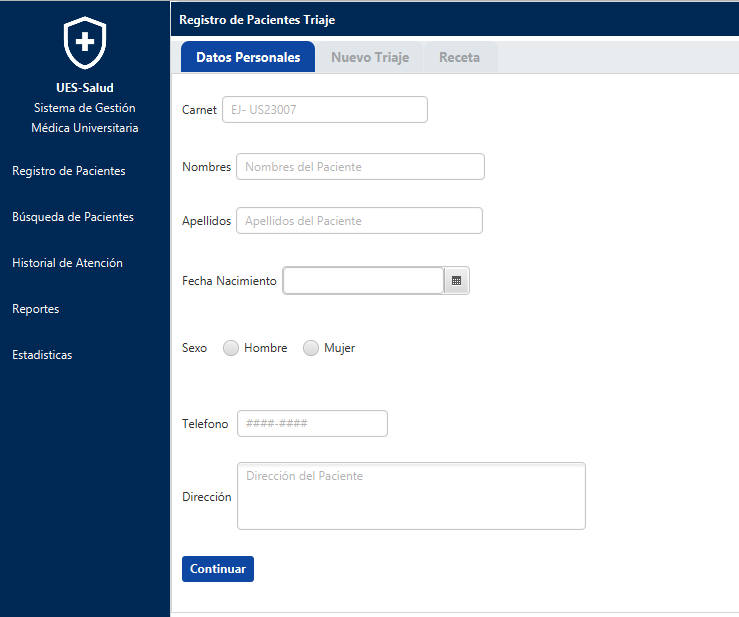 UES-Salud
Sistema de Gestión
Médica Universitaria
Registro de Pacientes
Búsqueda de Pacientes
Historial de Atención
Reportes
Estadisticas
Registro de Pacientes Triaje
Datos Personales
Nuevo Triaje
Receta
Carnet
EJ- US23007
Nombres
Nombres del Paciente
Apellidos
Apellidos del Paciente
Fecha Nacimiento
Sexo
Hombre
Mujer
Telefono
####-####
Dirección
Dirección del Paciente
Continuar